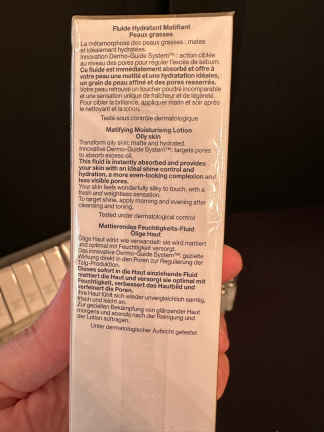 Fluide Hydratant Matifiant
Peaux grasses
La métamorphose des peaux grasses : mates
et idéalement hydratées.
Innovation Dermo-Guide System™ : action ciblée
au niveau des pores pour réguler l'excès de sébum.
Ce fluide est immédiatement absorbé et offre à
votre peau une matité et une hydratation idéales,
un grain de peau affiné et des pores resserrés.
Votre peau retrouve un toucher poudré incomparable
et une sensation unique de fraîcheur et de légèreté.
Pour cibler la brillance, appliquer matin et soir après
le nettoyant et la lotion.
Testé sous contrôle dermatologique
Matifying Moisturising Lotion
Oily skin
Transform oily skin: matte and hydrated.
Innovative Dermo-Guide System™: targets pores
to absorb excess oil.
This fluid is instantly absorbed and provides
your skin with an ideal shine control and
hydration, a more even-looking complexion and
less visible pores.
Your skin feels wonderfully silky to touch, with a
fresh and weightless sensation.
To target shine, apply morning and evening after
cleansing and toning.
Tested under dermatological control
Mattierendes Feuchtigkeits-Fluid
Ölige Haut
Ölige Haut wirkt wie verwandelt: sie wird mattiert
und optimal mit Feuchtigkeit versorgt.
Das innovative Dermo-Guide System™: gezielte
Wirkung direkt in den Poren zur Regulierung der
Talg-Produktion.
Dieses sofort in die Haut einziehende Fluid
mattiert die Haut und versorgt sie optimal mit
Feuchtigkeit, verbessert das Hautbild und
verfeinert die Poren.
Ihre Haut fühlt sich wieder unvergleichlich samtig,
frisch und leicht an.
Zur gezielten Bekämpfung von glänzender Haut
morgens und abends nach der Reinigung und
der Lotion auftragen.
Unter dermatologischer Aufsicht getestet